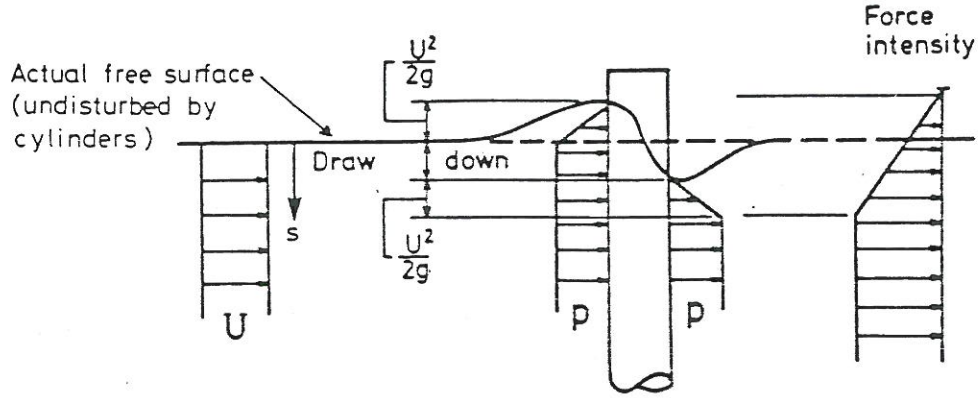 Force
intensity
U²
2g
Actual free surface
(undisturbed by
cylinders)
Draw down
s
U²
2g
U
p
p